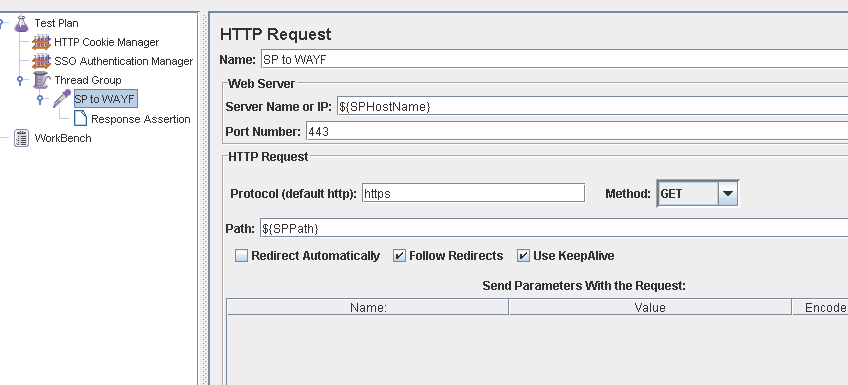 Test Plan
HTTP Cookie Manager
SSO Authentication Manager
Thread Group
SP to WAYF
Response Assertion
WorkBench
HTTP Request
Name: SP to WAYF
Web Server
Server Name or IP: ${SPHostName}
Port Number: 443
HTTP Request
Protocol (default http): https Method: GET
Path: ${SPPath}
Redirect Automatically Follow Redirects Use KeepAlive
Send Parameters With the Request:
Name: Value Encode